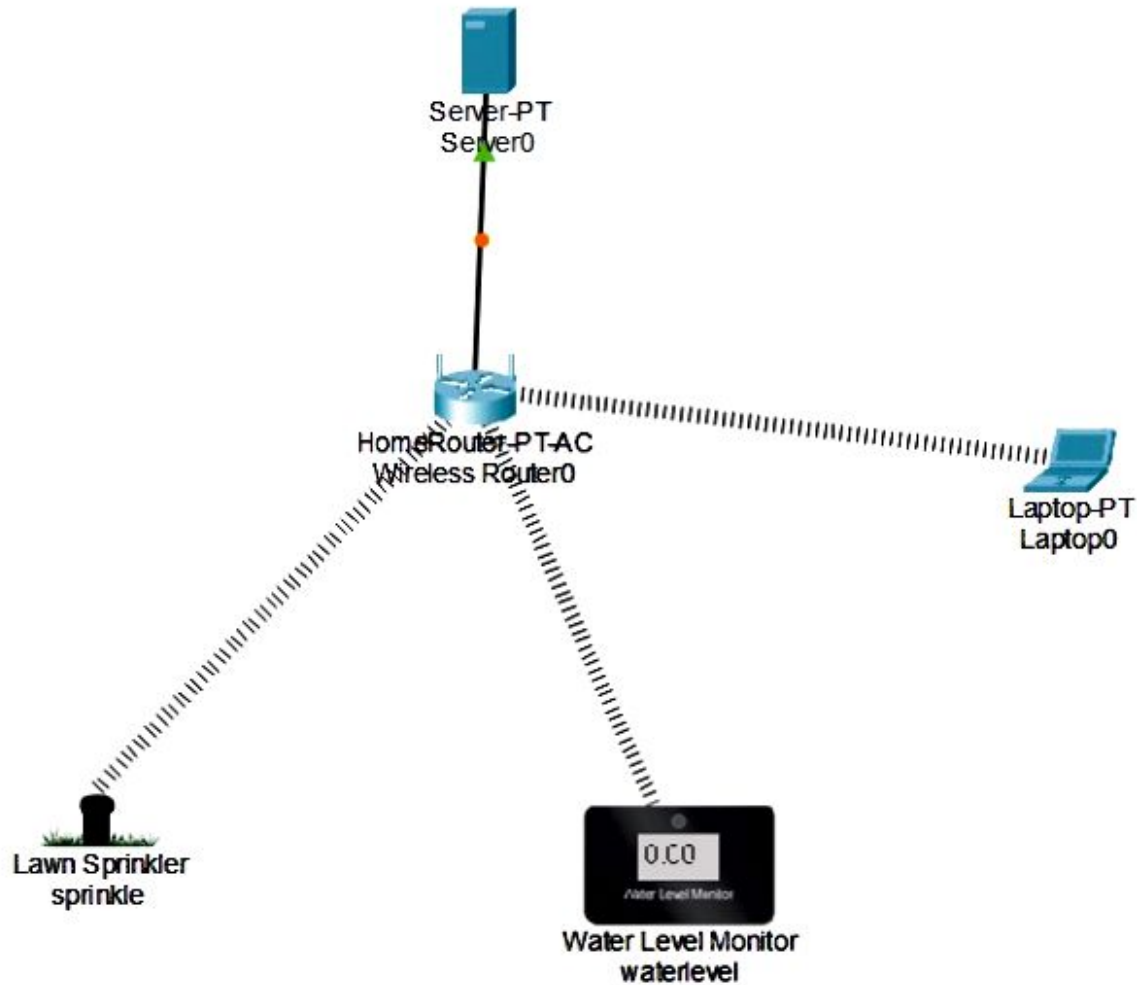 Server-PT
Server0
HomeRouter-PT-AC
Wireless Router0
Laptop-PT
Laptop0
Lawn Sprinkler
sprinkle
0.00
Water Level Monitor
Water Level Monitor
waterlevel